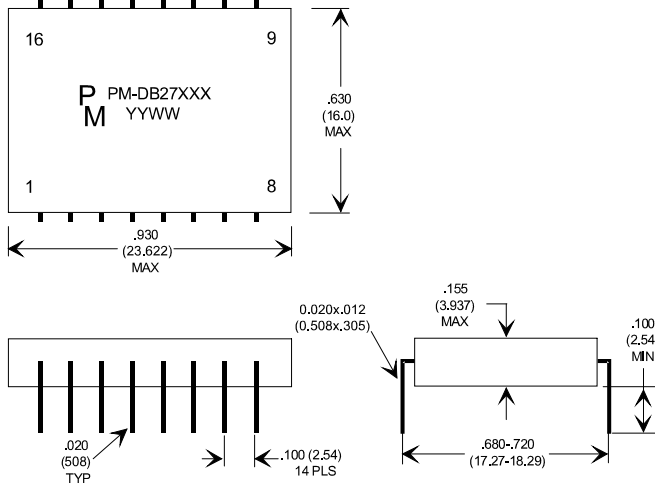 16
9
P M PM-DB27XXX
YYWW
.630
(16.0)
MAX
1
8
.930
(23.622)
MAX
0.020x.012
(0.508x.305)
.155
(3.937)
MAX
.100
(2.54
MIN
.020
(508)
TYP
.100 (2.54)
14 PLS
.680-.720
(17.27-18.29)